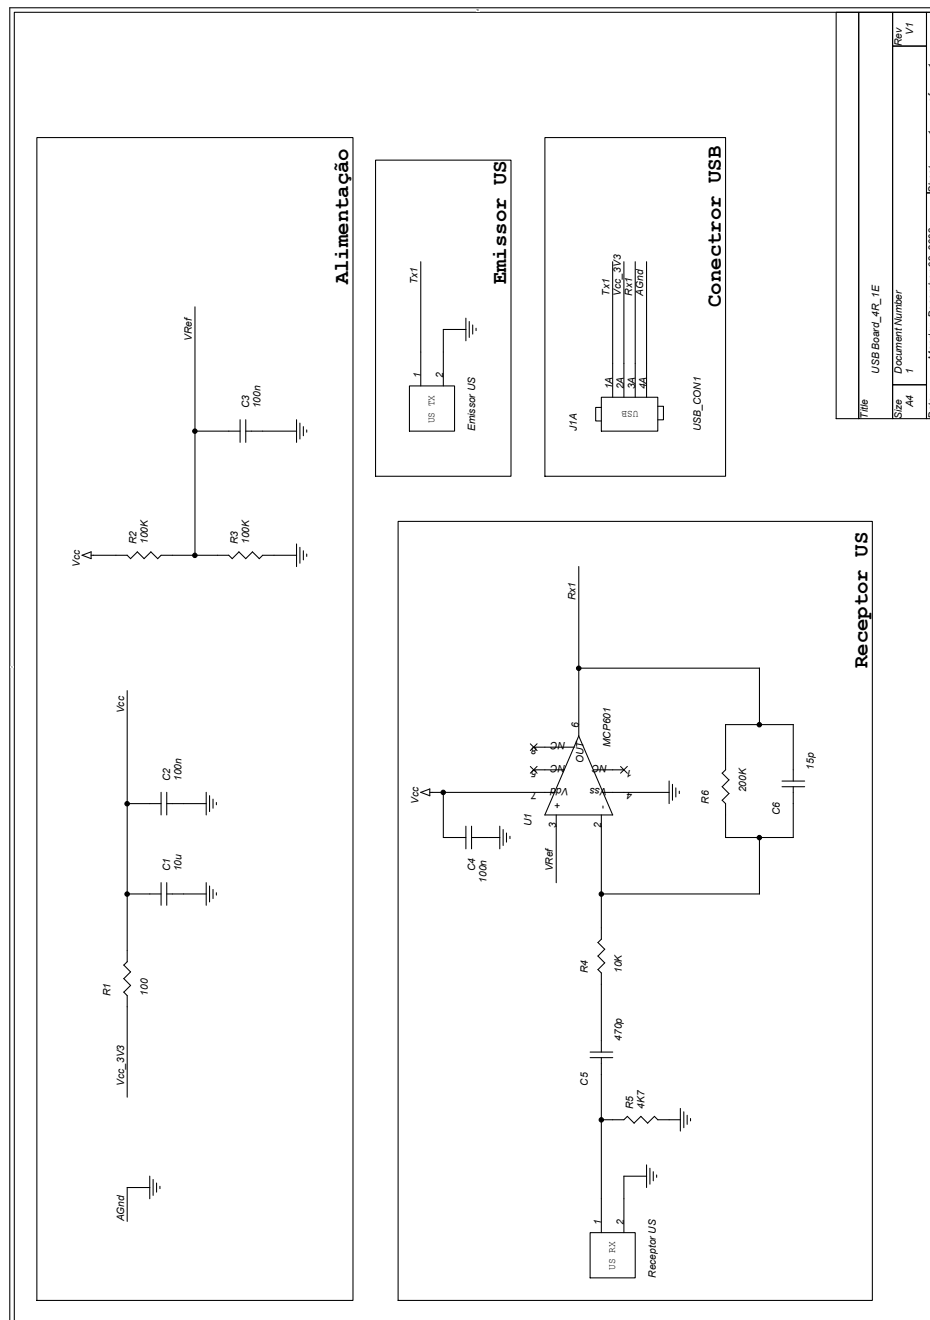 Alimentação
AGnd
Vcc_3V3
R1
100
C1
10u
C2
100n
Vcc
Vcc
R2
100K
R3
100K
C3
100n
VRef
Emissor US
US TX
1
2
Tx1
Emissor US
Conectror USB
J1A
USB
1A
2A
3A
4A
Tx1
Vcc_3V3
Rx1
AGnd
USB_CON1
Receptor US
US RX
1
2
Receptor US
R5
4K7
C5
470p
R4
10K
VRef
C4
100n
Vcc
U1
3
2
+
-
7
Vdd
4
Vss
NC
5
NC
8
NC
1
OUT
6
MCP601
Rx1
R6
200K
C6
15p
Title
USB Board_4R_1E
Size
A4
Document Number
1
Rev
V1